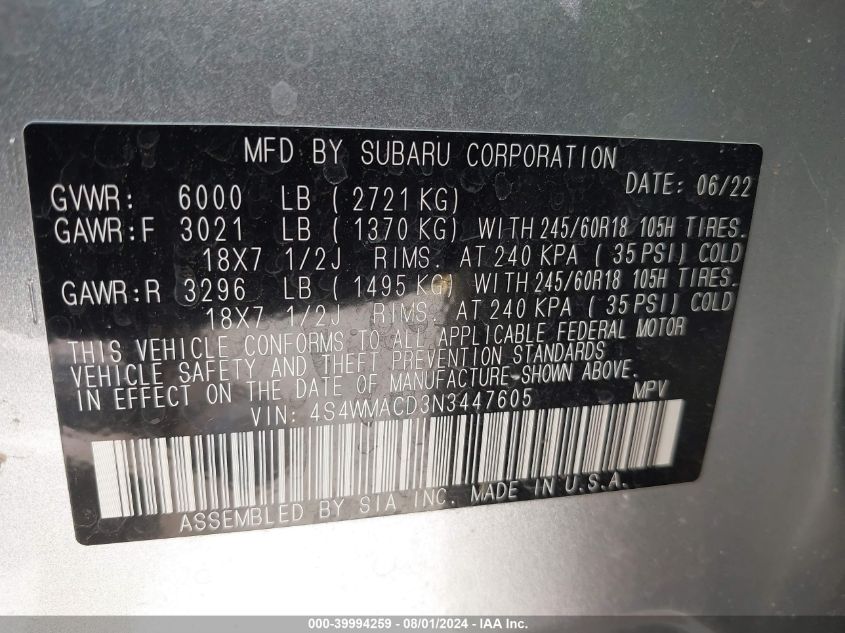 MFD BY SUBARU CORPORATION
DATE: 06/22
GVWR: 6000 LB ( 2721 KG)
GAWR:F 3021 LB ( 1370 KG) WITH 245/60R18 105H TIRES.
18X7 1/2J RIMS. AT 240 KPA ( 35 PSI) COLD
GAWR:R 3296 LB ( 1495 KG) WITH 245/60R18 105H TIRES.
18X7 1/2J RIMS. AT 240 KPA ( 35 PSI) COLD
THIS VEHICLE CONFORMS TO ALL APPLICABLE FEDERAL MOTOR
VEHICLE SAFETY AND THEFT PREVENTION STANDARDS
IN EFFECT ON THE DATE OF MANUFACTURE-SHOWN ABOVE.
VIN: 4S4WMACD3N3447605 MPV
ASSEMBLED BY SIA INC. MADE IN U.S.A.
000-39994259 - 08/01/2024 - IAA Inc.